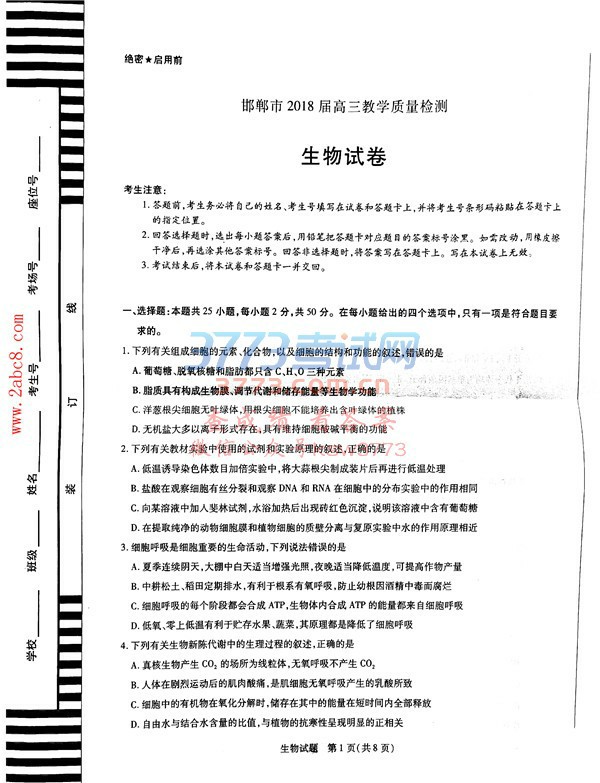 绝密★启用前
邯郸市 2018 届高三教学质量检测
生物试卷
考生注意:
1. 答题前,考生务必将自己的姓名、考生号填写在试卷和答题卡上,并将考生号条形码粘贴在答题卡上
的指定位置。
2. 回答选择题时,选出每小题答案后,用铅笔把答题卡对应题目的答案标号涂黑。如需改动,用橡皮擦
干净后,再选涂其他答案标号。回答非选择题时,将答案写在答题卡上。写在本试卷上无效。
3. 考试结束后,将本试卷和答题卡一并交回。
一、选择题:本题共 25 小题,每小题 2 分,共 50 分。在每小题给出的四个选项中,只有一项是符合题目要
求的。
1. 下列有关组成细胞的元素、化合物,以及细胞的结构和功能的叙述,错误的是
A. 葡萄糖、脱氧核糖和脂肪都只含 C、H、O 三种元素
B. 脂质具有构成生物膜、调节代谢和储存能量等生物学功能
C. 洋葱根尖细胞无叶绿体,用根尖细胞不能培养出含叶绿体的植株
D. 无机盐大多以离子形式存在,具有维持细胞酸碱平衡的功能
2. 下列有关教材实验中使用的试剂和实验原理的叙述,正确的是
A. 低温诱导染色体数目加倍实验中,将大蒜根尖制成装片后再进行低温处理
B. 盐酸在观察细胞有丝分裂和观察 DNA 和 RNA 在细胞中的分布实验中的作用相同
C. 向某溶液中加入斐林试剂,水浴加热后出现砖红色沉淀,说明该溶液中含有葡萄糖
D. 在提取纯净的动物细胞膜和植物细胞的质壁分离与复原实验中水的作用原理相近
3. 细胞呼吸是细胞重要的生命活动,下列说法错误的是
A. 夏季连续阴天,大棚中白天适当增强光照,夜晚适当降低温度,可提高作物产量
B. 中耕松土、稻田定期排水,有利于根系有氧呼吸,防止幼根因酒精中毒而腐烂
C. 细胞呼吸的每个阶段都会合成 ATP,生物体内合成 ATP 的能量都来自细胞呼吸
D. 低氧、零上低温有利于贮存水果、蔬菜,其原理都是降低了细胞呼吸
4. 下列有关生物新陈代谢中的生理过程的叙述,正确的是
A. 真核生物产生 CO₂ 的场所为线粒体,无氧呼吸不产生 CO₂
B. 人体在剧烈运动后的肌肉酸痛,是肌细胞无氧呼吸产生的乳酸所致
C. 细胞中的有机物在氧化分解时,储存在其中的能量在短时间内全部释放
D. 自由水与结合水含量的比值,与植物的抗寒性呈现明显的正相关
生物试题 第 1 页(共 8 页)
学校
班级
姓名
考生号
考场号
座位号
装
订
线
www.2abc8.com
3773考试网
查成绩 看答案